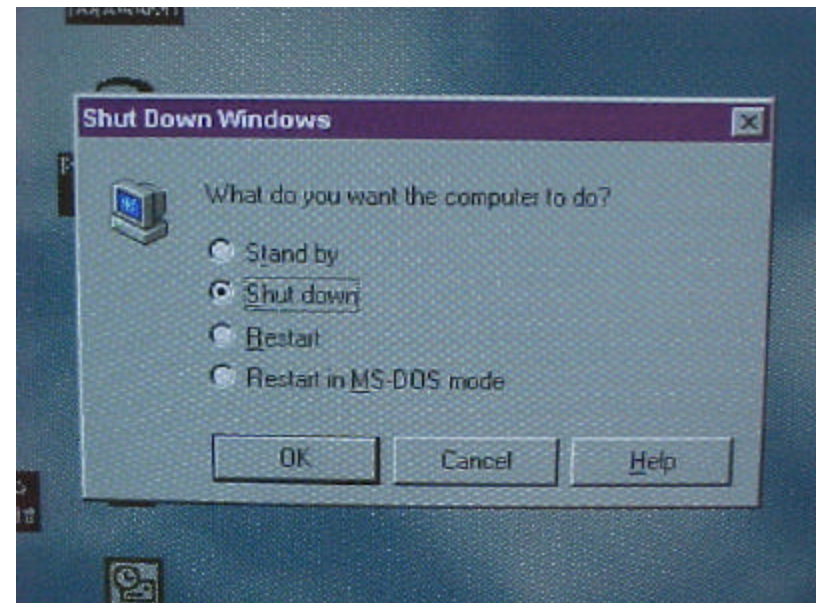 Shut Down Windows
What do you want the computer to do?
Stand by
Shut down
Restart
Restart in MS-DOS mode
OK
Cancel
Help